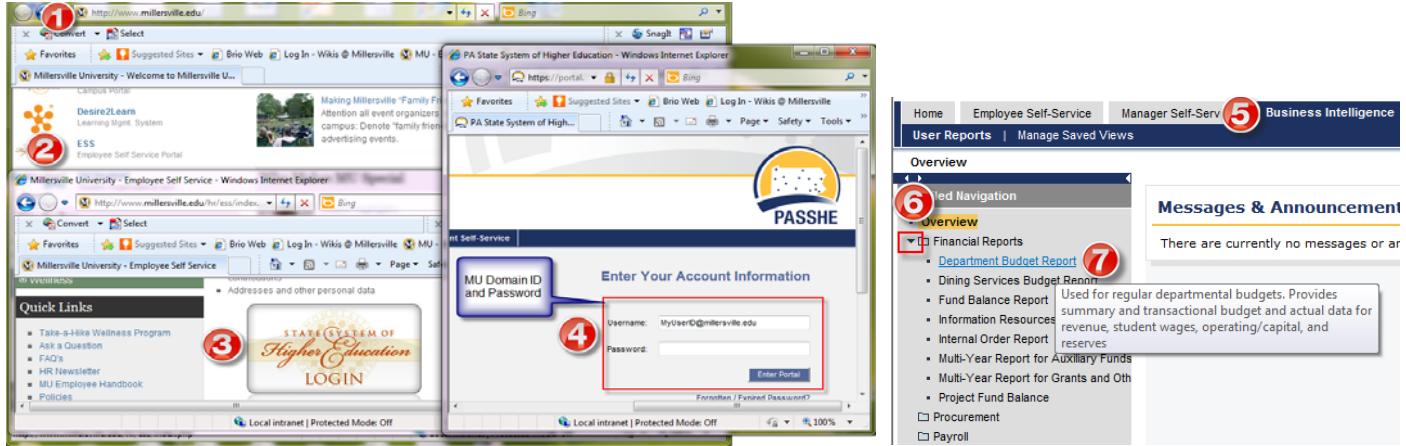 1
http://www.millersville.edu/
Bing
Convert
Select
SnagIt
Favorites
Suggested Sites
Brio Web
Log In - Wikis @ Millersville
MU - E
Millersville University - Welcome to Millersville U...
Campus Portal
Desire2Learn
Learning Mgmt. System
2
ESS
Employee Self Service Portal
Making Millersville "Family Fri
Attention all event organizers
campus: Denote "family frien
advertising events.
Millersville University - Employee Self Service - Windows Internet Explorer
http://www.millersville.edu/hr/ess/index.
Bing
Convert
Select
Favorites
Suggested Sites
Brio Web
Log In - Wikis @ Millersville
MU -
Millersville University - Employee Self Service
Page
Saf
Wellness
Addresses and other personal data
Quick Links
Take-a-Hike Wellness Program
Ask a Question
FAQ's
HR Newsletter
MU Employee Handbook
Policies
3
STATE SYSTEM OF
Higher Education
LOGIN
Local intranet | Protected Mode: Off
PA State System of Higher Education - Windows Internet Explorer
https://portal.
Bing
Favorites
Suggested Sites
Brio Web
Log In - Wikis @ Millersville
PA State System of High...
Page
Safety
Tools
PASSHE
nt Self-Service
MU Domain ID
and Password
Enter Your Account Information
4
Username:
MyUserID@millersville.edu
Password:
Enter Portal
Forgotten / Expired Password?
Local intranet | Protected Mode: Off
100%
Home
Employee Self-Service
Manager Self-Serv
5
Business Intelligence
User Reports | Manage Saved Views
Overview
6
led Navigation
Overview
Financial Reports
Department Budget Report
7
Dining Services Budget Report
Fund Balance Report
Information Resources
Internal Order Report
Multi-Year Report for Auxiliary Funds
Multi-Year Report for Grants and Oth
Project Fund Balance
Procurement
Payroll
Used for regular departmental budgets. Provides
summary and transactional budget and actual data for
revenue, student wages, operating/capital, and
reserves
Messages & Announcement
There are currently no messages or an